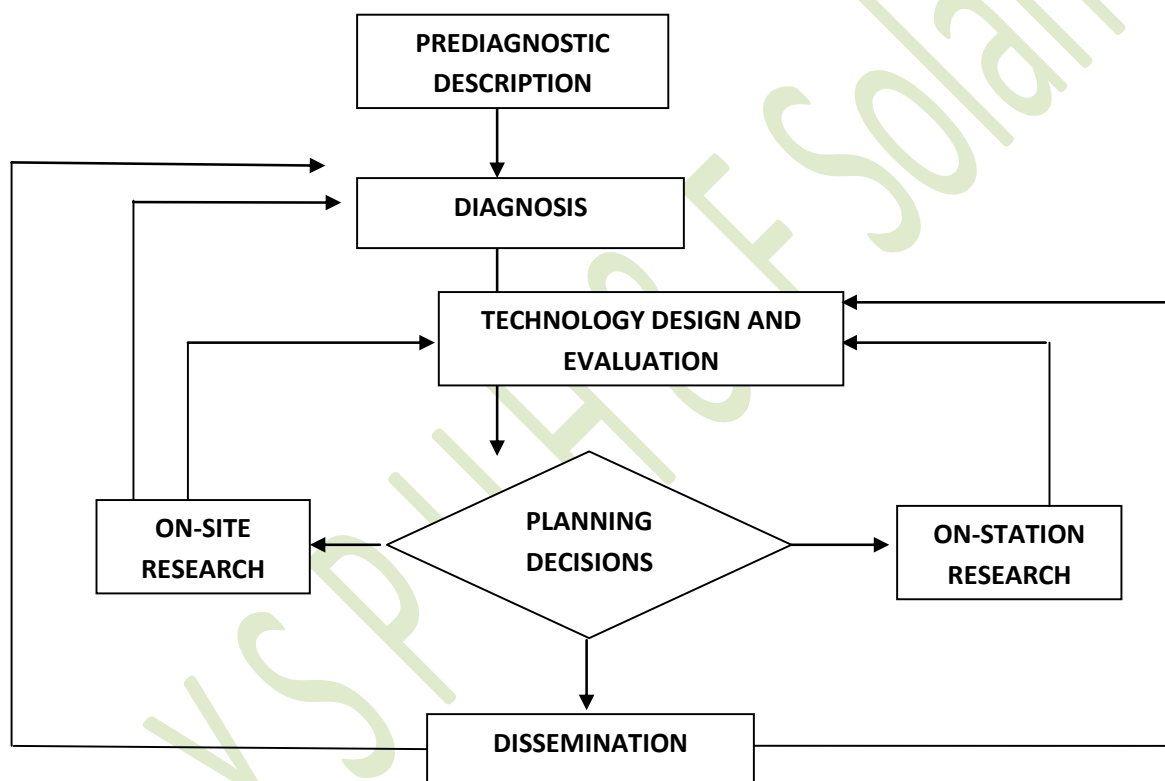 PREDIAGNOSTIC
DESCRIPTION
DIAGNOSIS
TECHNOLOGY DESIGN AND
EVALUATION
ON-SITE
RESEARCH
PLANNING
DECISIONS
ON-STATION
RESEARCH
DISSEMINATION